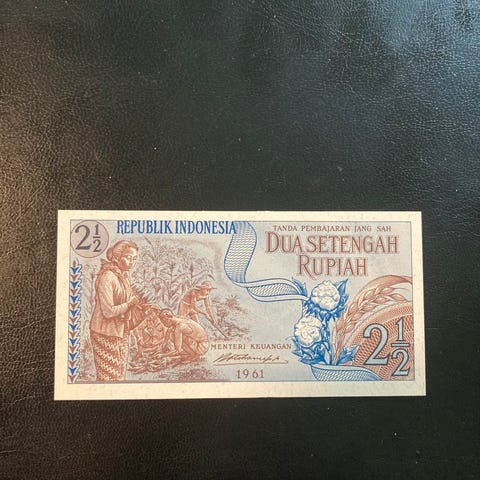 2½
REPUBLIK INDONESIA
TANDA PEMBAJARAN JANG SAH
DUA SETENGAH
RUPIAH
MENTERI KEUANGAN
1961
2½